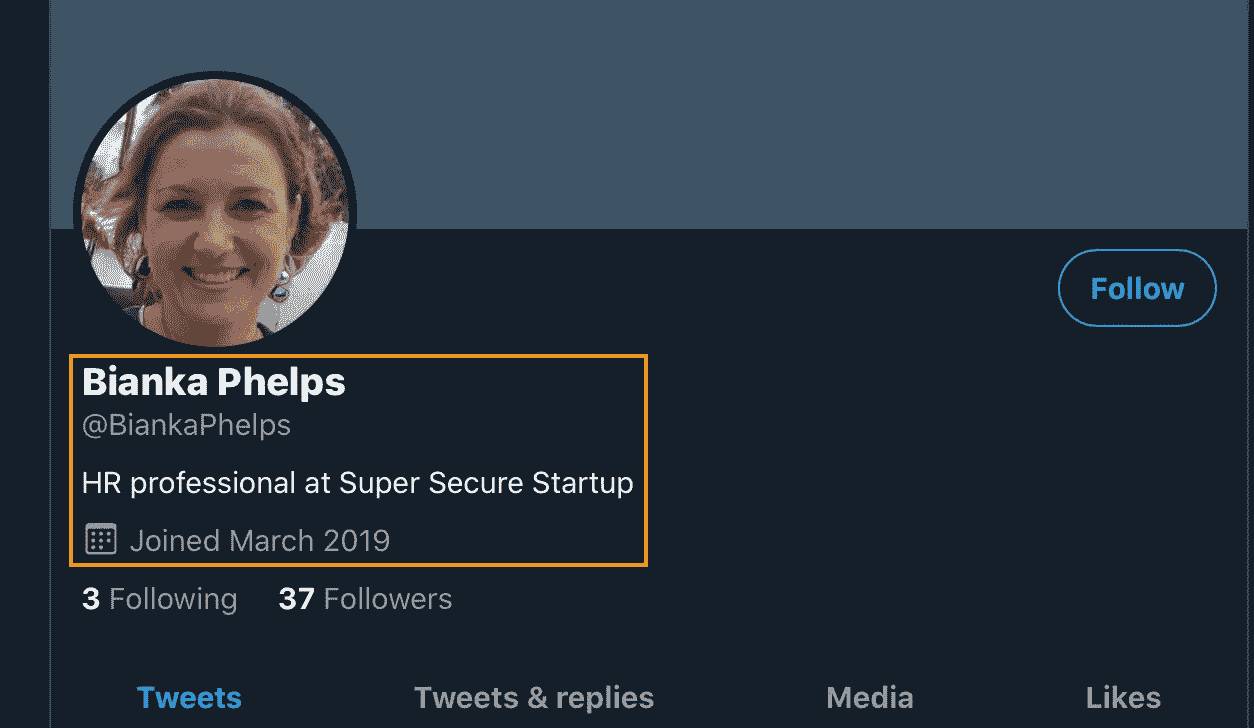 Follow
Bianka Phelps
@BiankaPhelps
HR professional at Super Secure Startup
Joined March 2019
3 Following 37 Followers
Tweets Tweets & replies Media Likes